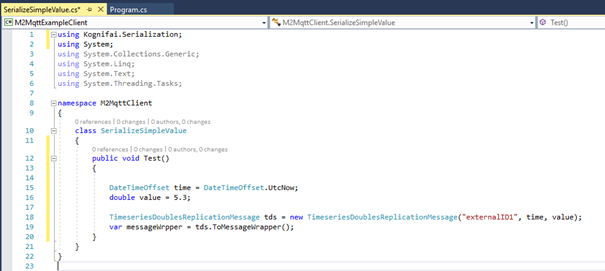 SerializeSimpleValue.cs* Program.cs
M2MqttExampleClient M2MqttClient.SerializeSimpleValue Test()
1 using Kognifai.Serialization;
2 using System;
3 using System.Collections.Generic;
4 using System.Linq;
5 using System.Text;
6 using System.Threading.Tasks;
7
8 namespace M2MqttClient
9 {
0 references | 0 changes | 0 authors, 0 changes
10 class SerializeSimpleValue
11 {
0 references | 0 changes | 0 authors, 0 changes
12 public void Test()
13 {
14
15 DateTimeOffset time = DateTimeOffset.UtcNow;
16 double value = 5.3;
17
18 TimeseriesDoublesReplicationMessage tds = new TimeseriesDoublesReplicationMessage("externalID1", time, value);
19 var messageWrpper = tds.ToMessageWrapper();
20 }
21 }
22 }
23